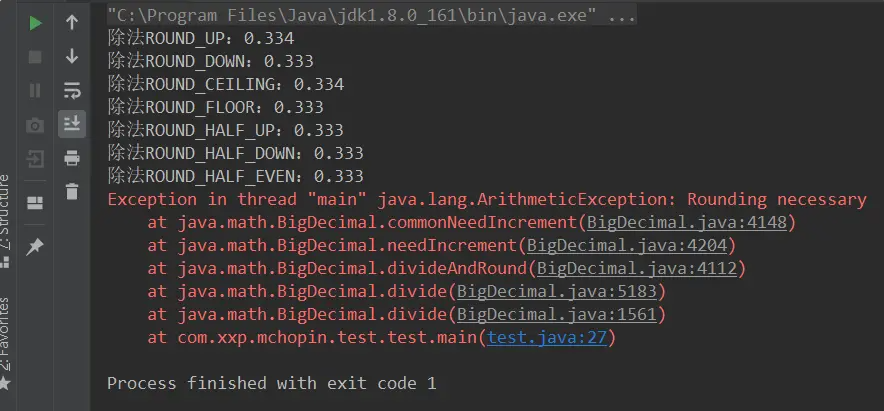 "C:\Program Files\Java\jdk1.8.0_161\bin\java.exe" ...
除法ROUND_UP：0.334
除法ROUND_DOWN：0.333
除法ROUND_CEILING：0.334
除法ROUND_FLOOR：0.333
除法ROUND_HALF_UP：0.333
除法ROUND_HALF_DOWN：0.333
除法ROUND_HALF_EVEN：0.333
Exception in thread "main" java.lang.ArithmeticException: Rounding necessary
at java.math.BigDecimal.commonNeedIncrement(BigDecimal.java:4148)
at java.math.BigDecimal.needIncrement(BigDecimal.java:4204)
at java.math.BigDecimal.divideAndRound(BigDecimal.java:4112)
at java.math.BigDecimal.divide(BigDecimal.java:5183)
at java.math.BigDecimal.divide(BigDecimal.java:1561)
at com.xxp.mchopin.test.test.main(test.java:27)
Process finished with exit code 1
7: Structure
2: Favorites